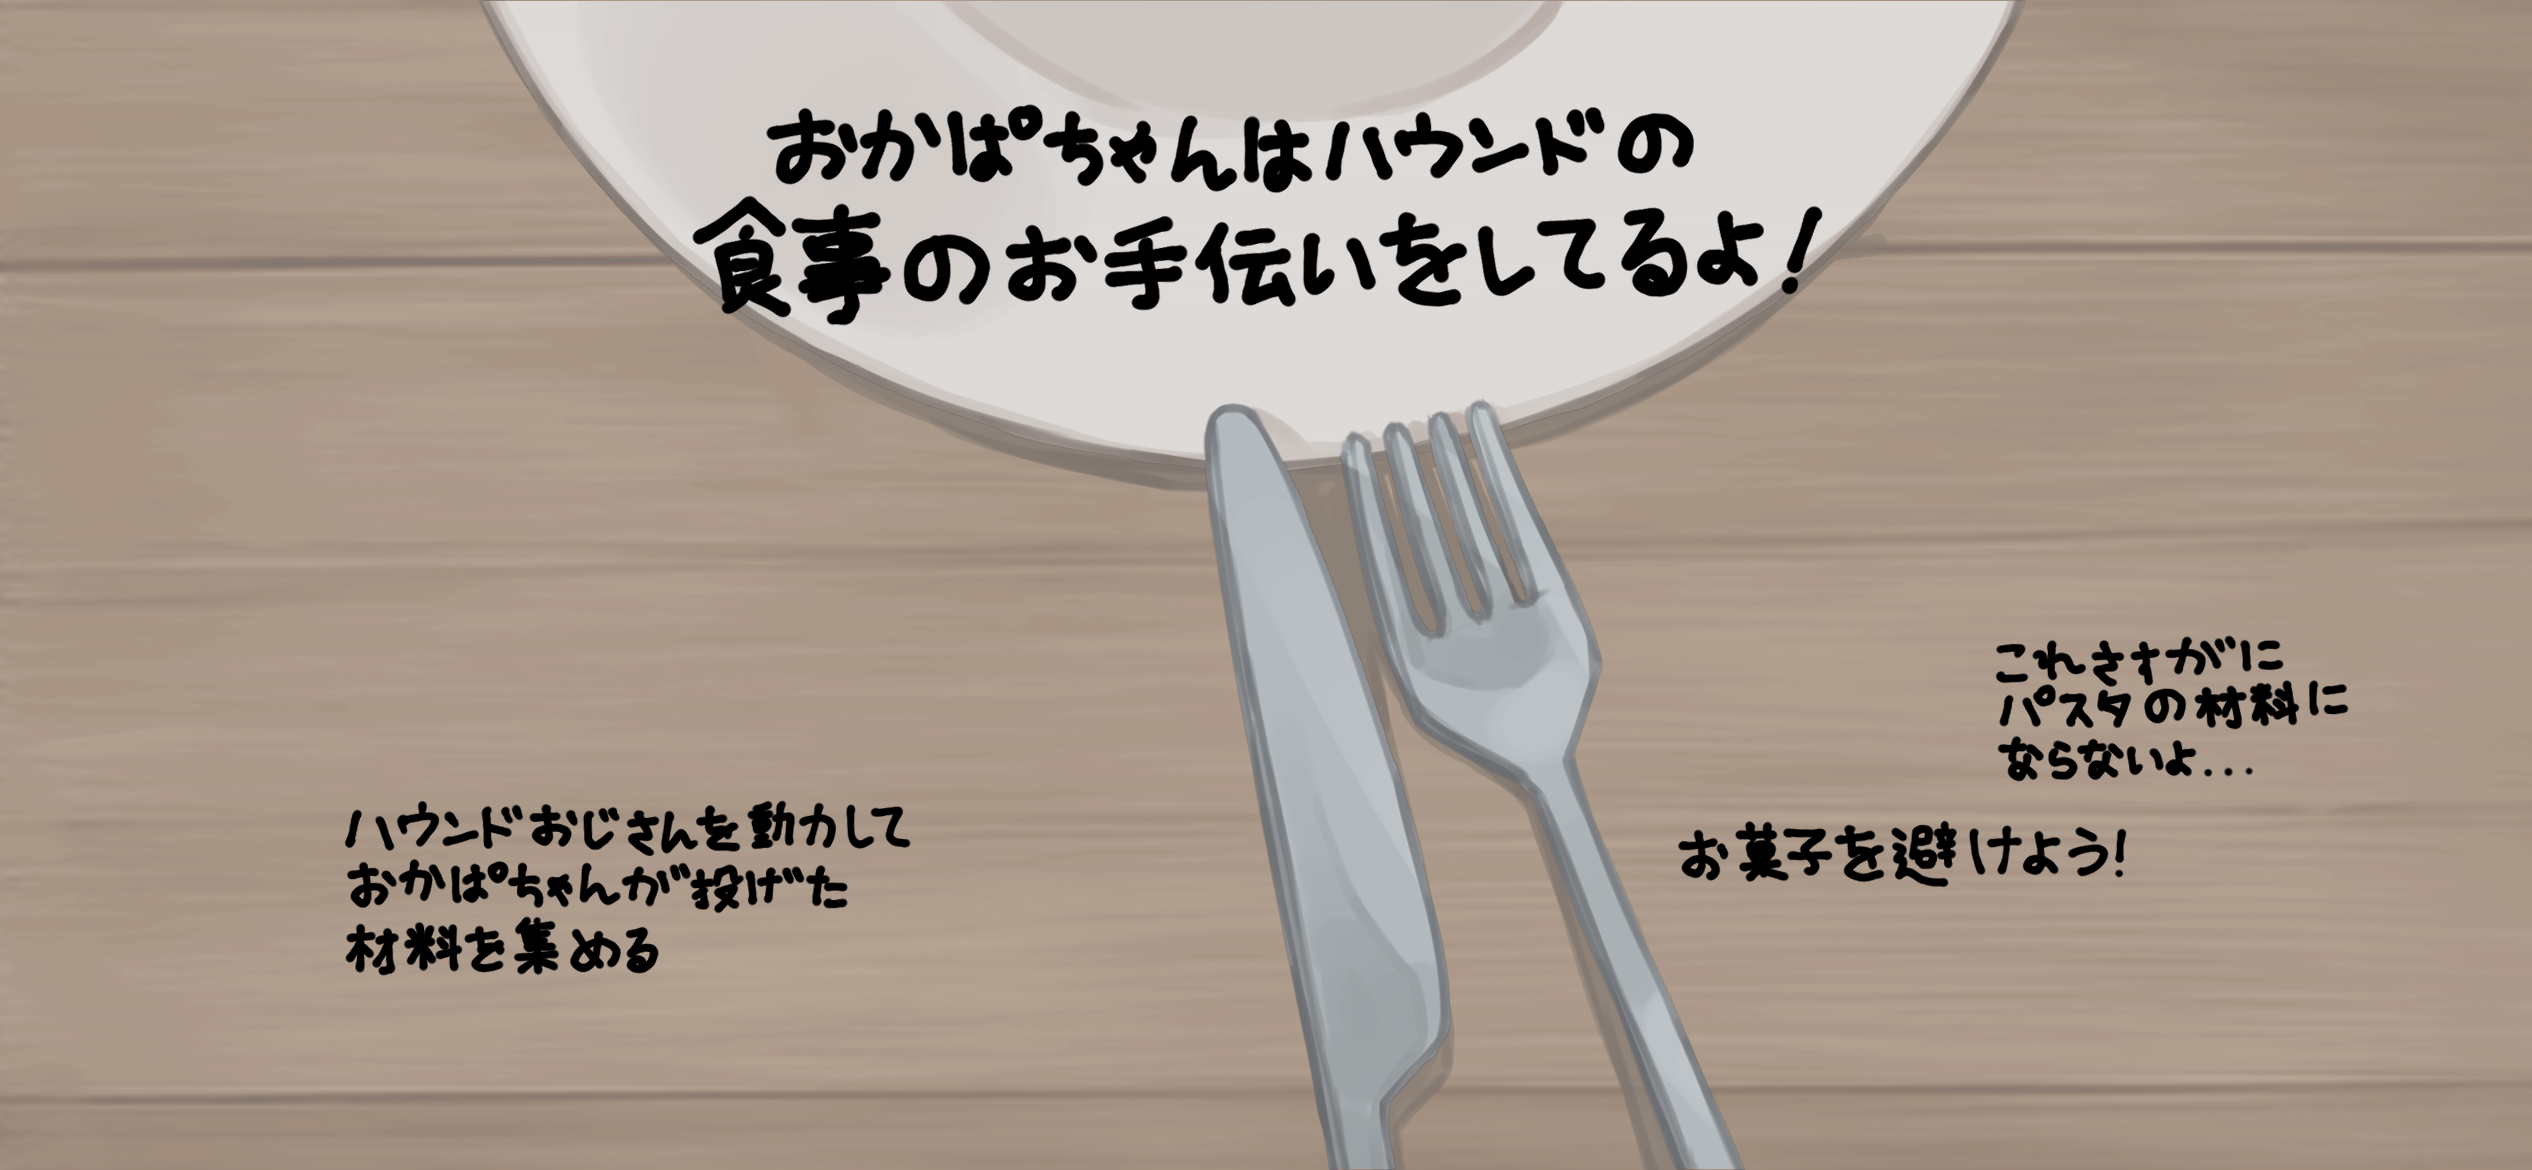 おかぱちゃんはハウンドの
食事のお手伝いをしてるよ!
ハウンドおじさんを動力して
おかぱちゃんが投げた
材料を集める
これさすがに
パスタの材料に
ならないよ...
お菓子を避けよう!